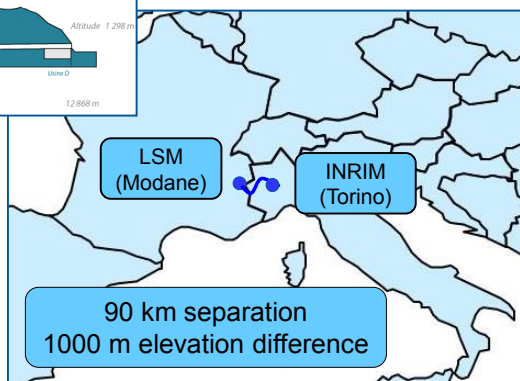 Altitude 1 298 m
Usine D
12 868 m
LSM
(Modane)
INRIM
(Torino)
90 km separation
1000 m elevation difference